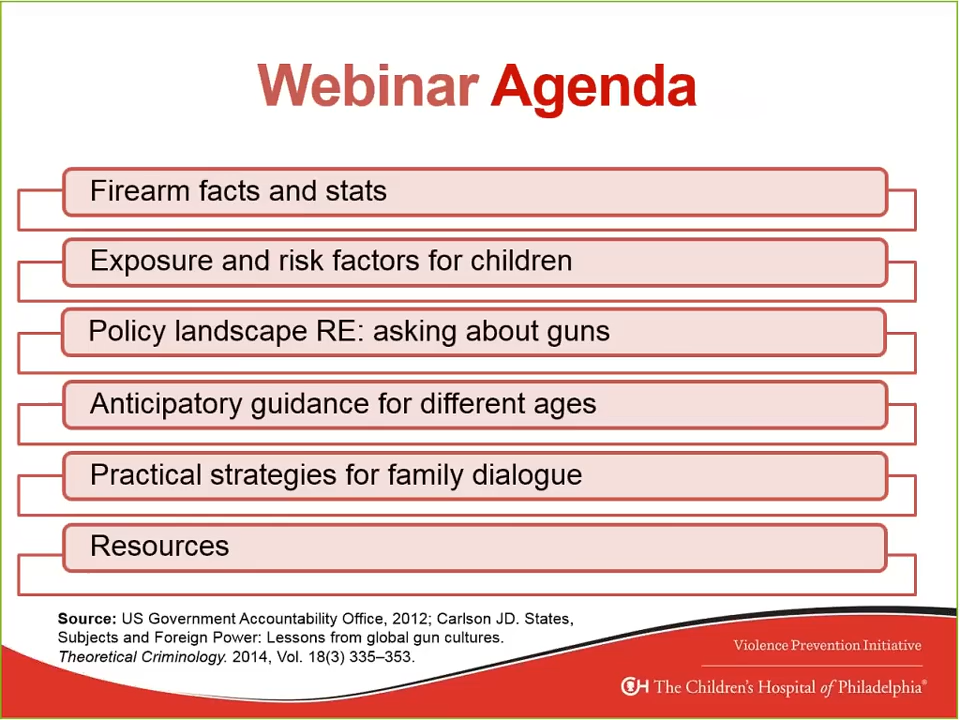 Webinar Agenda
Firearm facts and stats
Exposure and risk factors for children
Policy landscape RE: asking about guns
Anticipatory guidance for different ages
Practical strategies for family dialogue
Resources
Source: US Government Accountability Office, 2012; Carlson JD. States,
Subjects and Foreign Power: Lessons from global gun cultures.
Theoretical Criminology. 2014, Vol. 18(3) 335–353.
Violence Prevention Initiative
The Children's Hospital of Philadelphia®